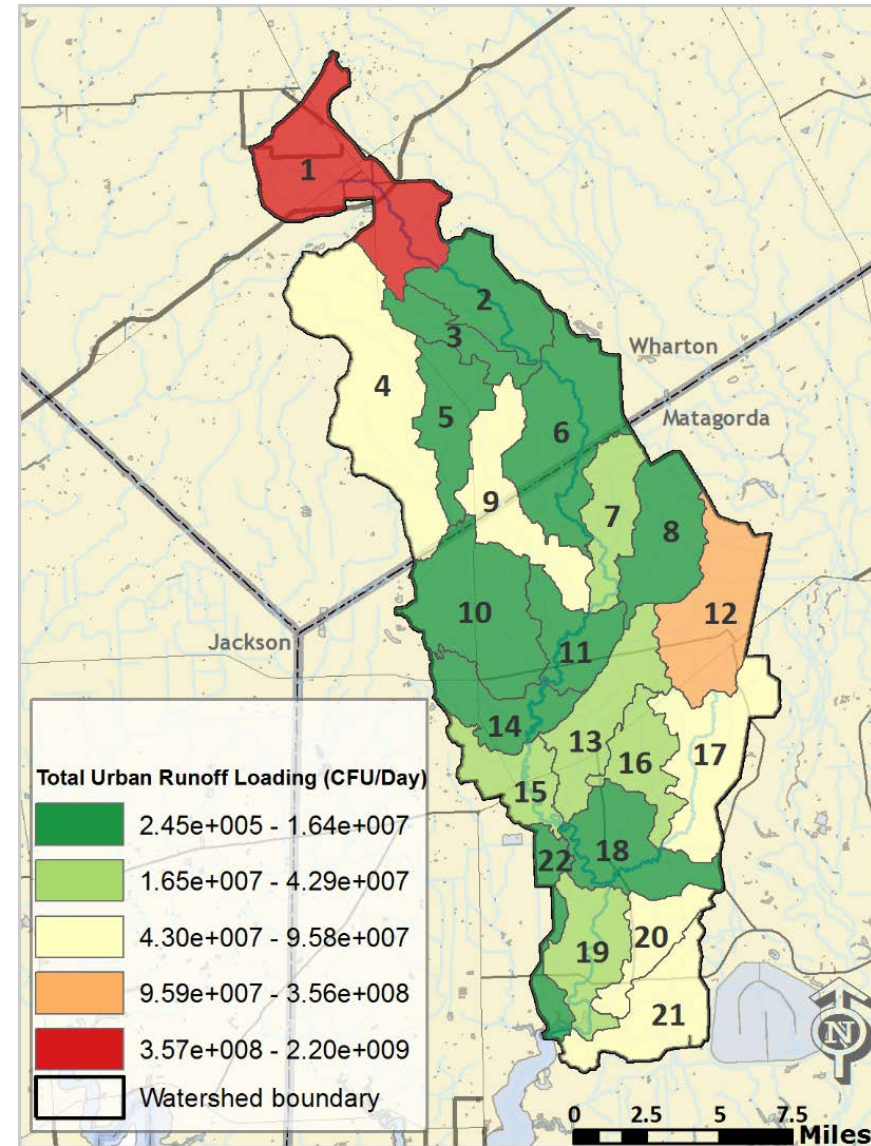 1
2
3
Wharton
4
5
6
Matagorda
9
7
8
10
12
Jackson
11
14
13
16
17
15
22
18
20
19
21
Total Urban Runoff Loading (CFU/Day)
2.45e+005 - 1.64e+007
1.65e+007 - 4.29e+007
4.30e+007 - 9.58e+007
9.59e+007 - 3.56e+008
3.57e+008 - 2.20e+009
Watershed boundary
N
0 2.5 5 7.5
Miles